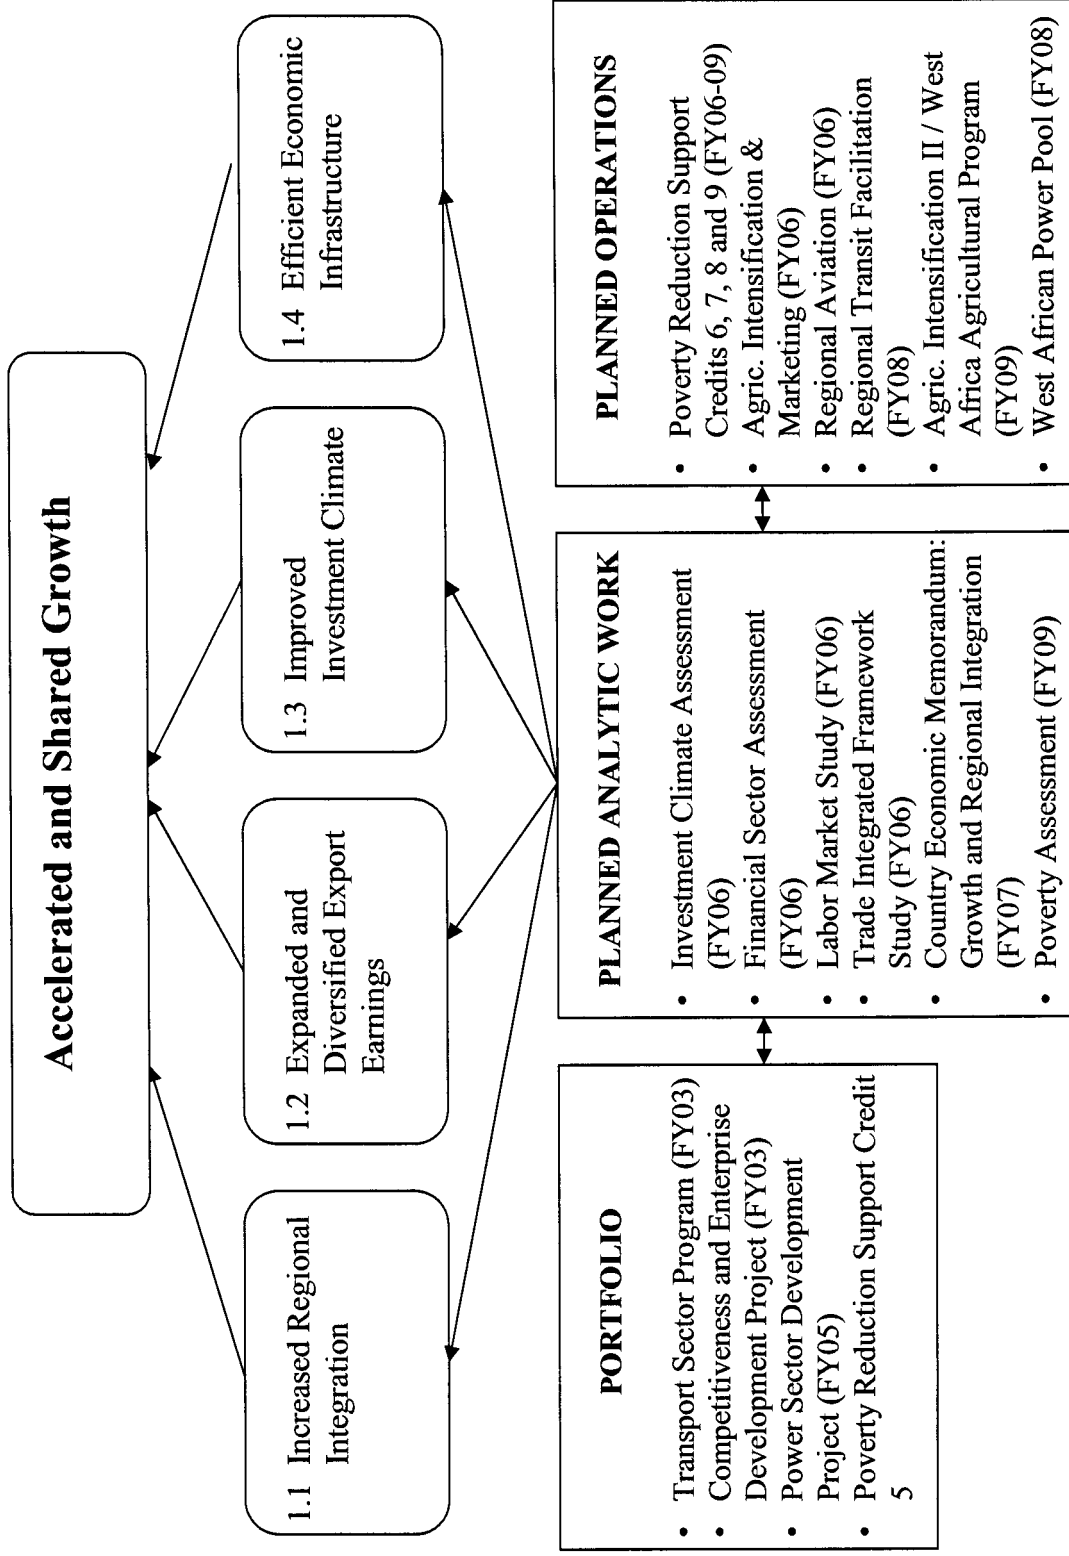 Accelerated and Shared Growth
1.1 Increased Regional
Integration
1.2 Expanded and
Diversified Export
Earnings
1.3 Improved
Investment Climate
1.4 Efficient Economic
Infrastructure
PORTFOLIO
• Transport Sector Program (FY03)
• Competitiveness and Enterprise
Development Project (FY03)
• Power Sector Development
Project (FY05)
• Poverty Reduction Support Credit
5
PLANNED ANALYTIC WORK
• Investment Climate Assessment
(FY06)
• Financial Sector Assessment
(FY06)
• Labor Market Study (FY06)
• Trade Integrated Framework
Study (FY06)
• Country Economic Memorandum:
Growth and Regional Integration
(FY07)
• Poverty Assessment (FY09)
PLANNED OPERATIONS
• Poverty Reduction Support
Credits 6, 7, 8 and 9 (FY06-09)
• Agric. Intensification &
Marketing (FY06)
• Regional Aviation (FY06)
• Regional Transit Facilitation
(FY08)
• Agric. Intensification II / West
Africa Agricultural Program
(FY09)
• West African Power Pool (FY08)